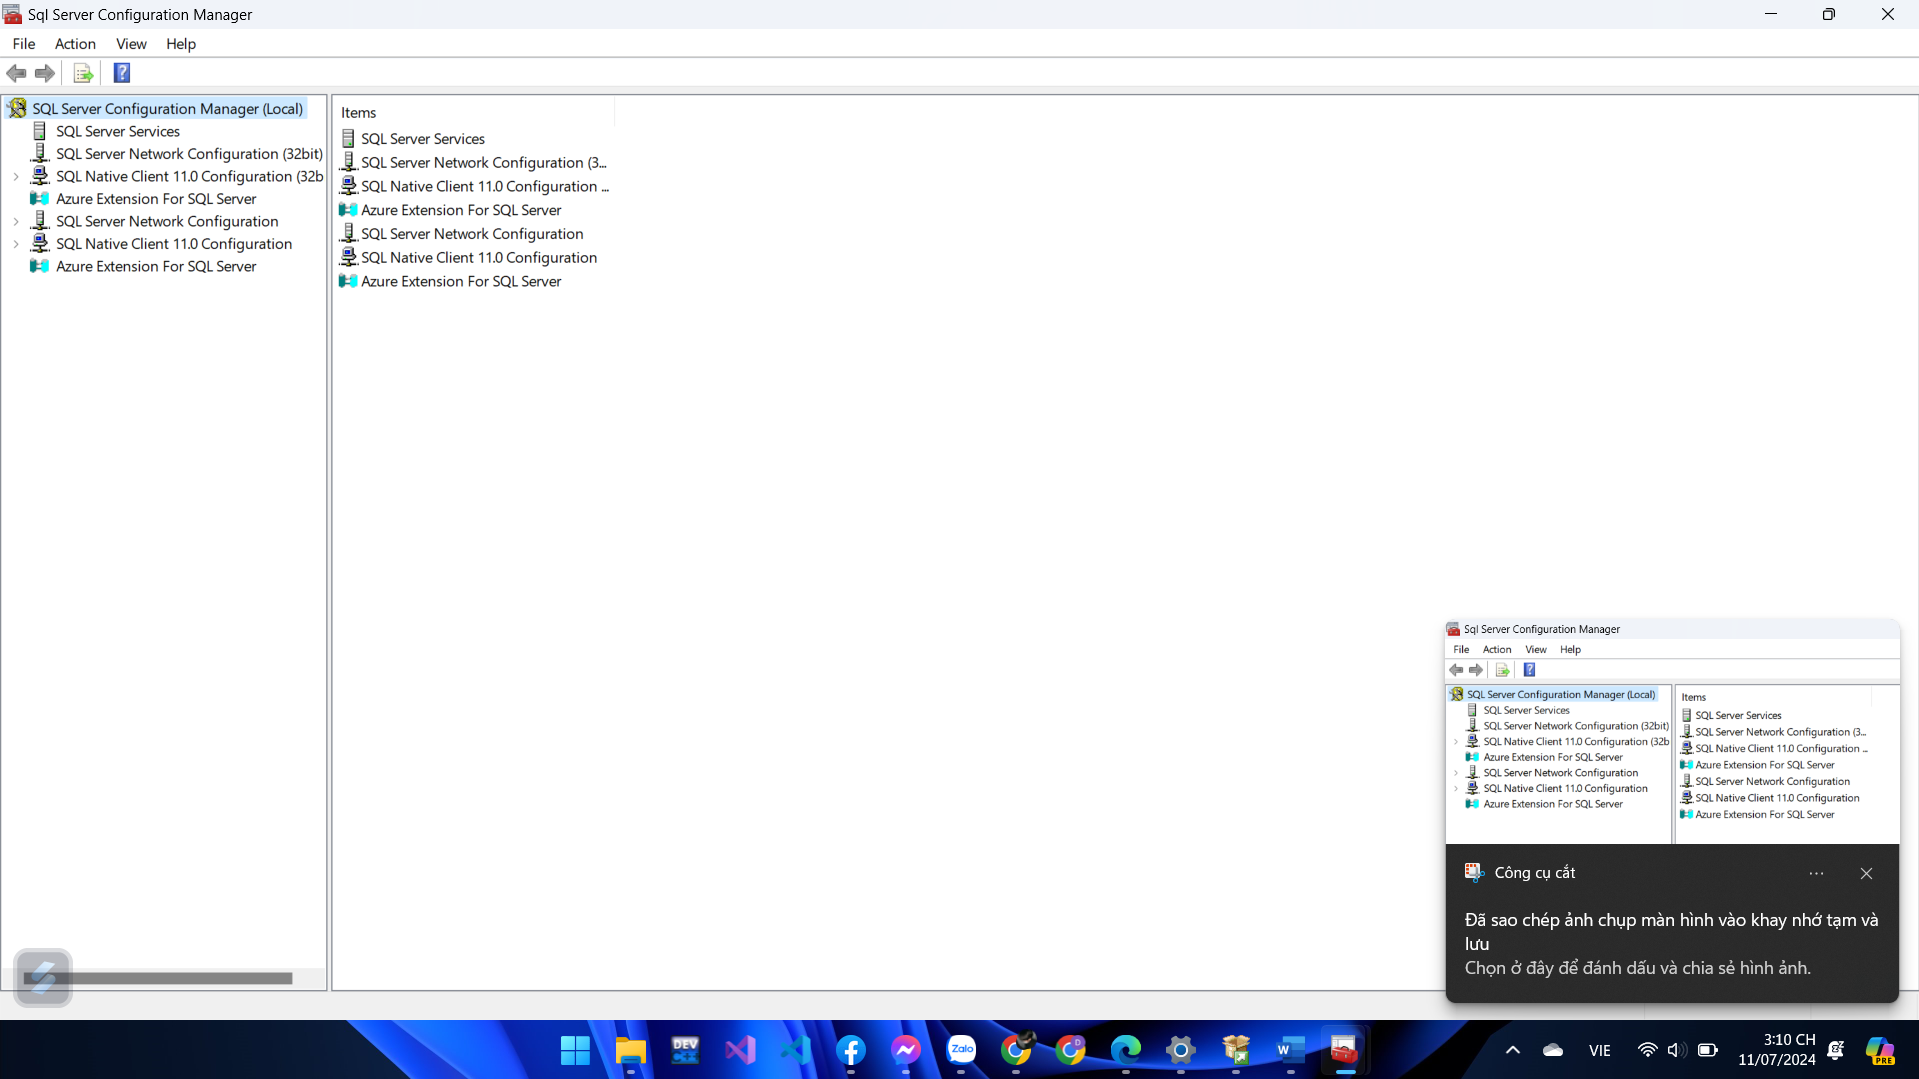 Sql Server Configuration Manager
File Action View Help
SQL Server Configuration Manager (Local)
SQL Server Services
SQL Server Network Configuration (32bit)
SQL Native Client 11.0 Configuration (32b
Azure Extension For SQL Server
SQL Server Network Configuration
SQL Native Client 11.0 Configuration
Azure Extension For SQL Server
Items
SQL Server Services
SQL Server Network Configuration (3...
SQL Native Client 11.0 Configuration ...
Azure Extension For SQL Server
SQL Server Network Configuration
SQL Native Client 11.0 Configuration
Azure Extension For SQL Server
Sql Server Configuration Manager
File Action View Help
SQL Server Configuration Manager (Local)
SQL Server Services
SQL Server Network Configuration (32bit)
SQL Native Client 11.0 Configuration (32b
Azure Extension For SQL Server
SQL Server Network Configuration
SQL Native Client 11.0 Configuration
Azure Extension For SQL Server
Items
SQL Server Services
SQL Server Network Configuration (3...
SQL Native Client 11.0 Configuration ...
Azure Extension For SQL Server
SQL Server Network Configuration
SQL Native Client 11.0 Configuration
Azure Extension For SQL Server
Công cụ cắt
Đã sao chép ảnh chụp màn hình vào khay nhớ tạm và
lưu
Chọn ở đây để đánh dấu và chia sẻ hình ảnh.
DEV
C++
Zalo
D
W
VIE
3:10 CH
11/07/2024
PRE